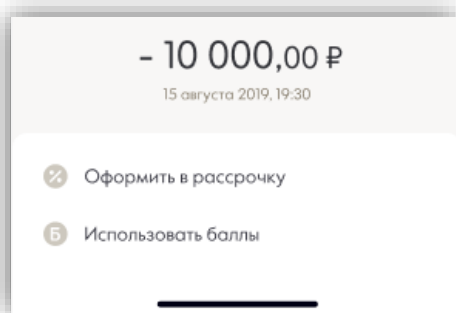 - 10 000,00 ₽
15 августа 2019, 19:30
% Оформить в рассрочку
Б Использовать баллы